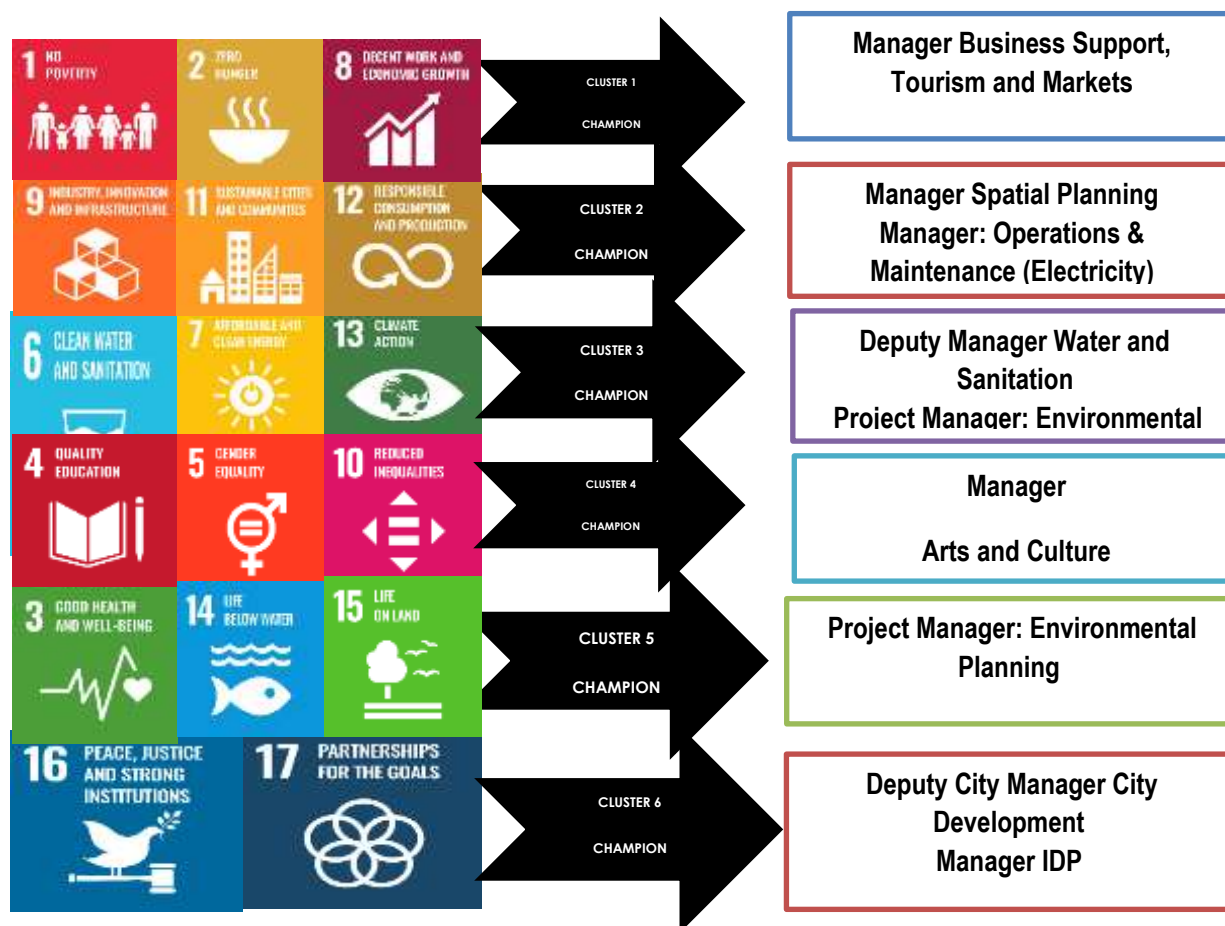 1 NO
POVERTY
2 ZERO
HUNGER
8 DECENT WORK AND
ECONOMIC GROWTH
CLUSTER 1
CHAMPION
Manager Business Support,
Tourism and Markets
9 INDUSTRY, INNOVATION
AND INFRASTRUCTURE
11 SUSTAINABLE CITIES
AND COMMUNITIES
12 RESPONSIBLE
CONSUMPTION
AND PRODUCTION
CLUSTER 2
CHAMPION
Manager Spatial Planning
Manager: Operations &
Maintenance (Electricity)
6 CLEAN WATER
AND SANITATION
7 AFFORDABLE AND
CLEAN ENERGY
13 CLIMATE
ACTION
CLUSTER 3
CHAMPION
Deputy Manager Water and
Sanitation
Project Manager: Environmental
4 QUALITY
EDUCATION
5 GENDER
EQUALITY
10 REDUCED
INEQUALITIES
CLUSTER 4
CHAMPION
Manager
Arts and Culture
3 GOOD HEALTH
AND WELL-BEING
14 LIFE
BELOW WATER
15 LIFE
ON LAND
CLUSTER 5
CHAMPION
Project Manager: Environmental
Planning
16 PEACE, JUSTICE
AND STRONG
INSTITUTIONS
17 PARTNERSHIPS
FOR THE GOALS
CLUSTER 6
CHAMPION
Deputy City Manager City
Development
Manager IDP